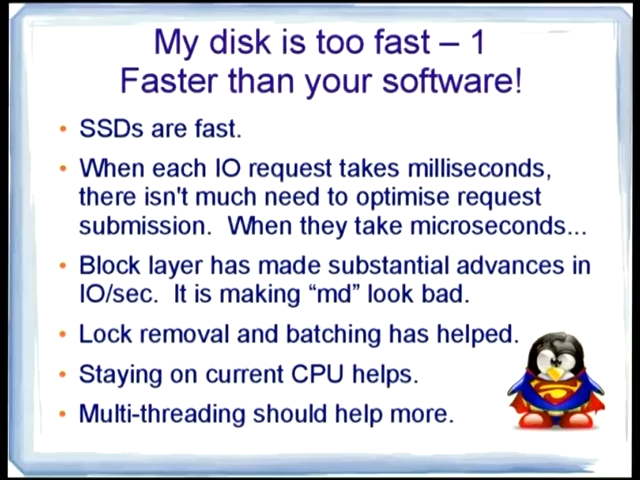 My disk is too fast – 1
Faster than your software!
• SSDs are fast.
• When each IO request takes milliseconds,
there isn't much need to optimise request
submission.  When they take microseconds...
• Block layer has made substantial advances in
IO/sec.  It is making “md” look bad.
• Lock removal and batching has helped.
• Staying on current CPU helps.
• Multi-threading should help more.